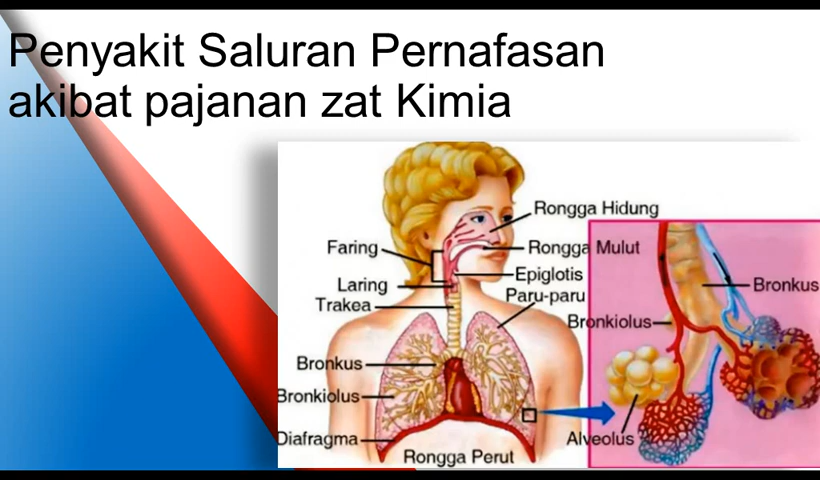 Penyakit Saluran Pernafasan
akibat pajanan zat Kimia
Rongga Hidung
Faring
Rongga Mulut
Epiglotis
Laring
Paru-paru
Trakea
Bronkus
Bronkiolus
Diafragma
Rongga Perut
Bronkus
Bronkiolus
Alveolus